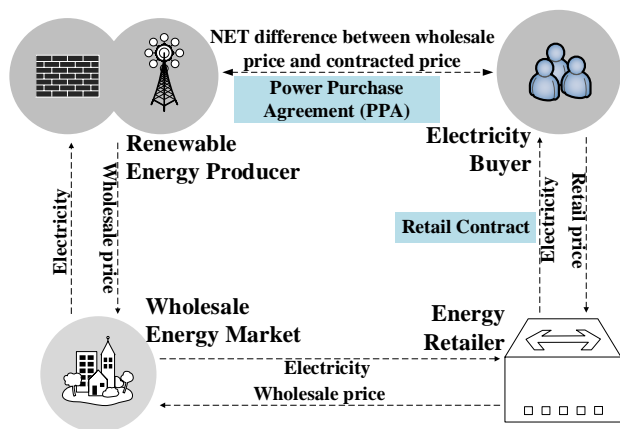 NET difference between wholesale
price and contracted price
Power Purchase
Agreement (PPA)
Renewable
Energy Producer
Electricity
Buyer
Electricity
Wholesale price
Retail Contract
Electricity
Retail price
Wholesale
Energy Market
Energy
Retailer
Electricity
Wholesale price